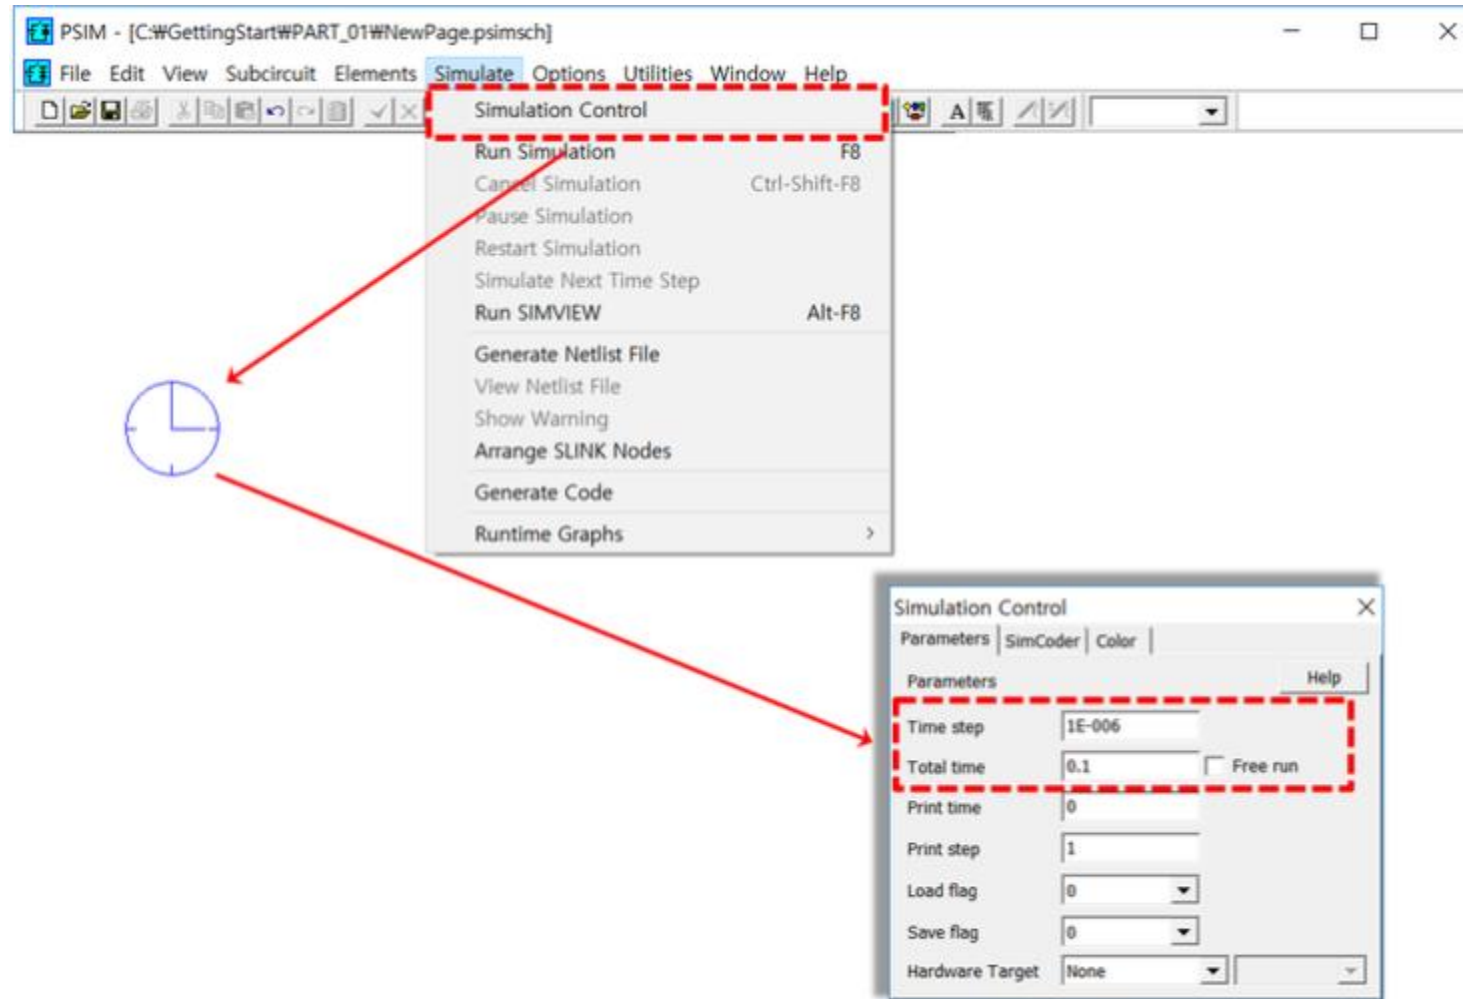 PSIM - [C:₩GettingStart₩PART_01₩NewPage.psimsch]
File Edit View Subcircuit Elements Simulate Options Utilities Window Help
Simulation Control
Run Simulation F8
Cancel Simulation Ctrl-Shift-F8
Pause Simulation
Restart Simulation
Simulate Next Time Step
Run SIMVIEW Alt-F8
Generate Netlist File
View Netlist File
Show Warning
Arrange SLINK Nodes
Generate Code
Runtime Graphs
Simulation Control
Parameters SimCoder Color
Parameters Help
Time step 1E-006
Total time 0.1 Free run
Print time 0
Print step 1
Load flag 0
Save flag 0
Hardware Target None